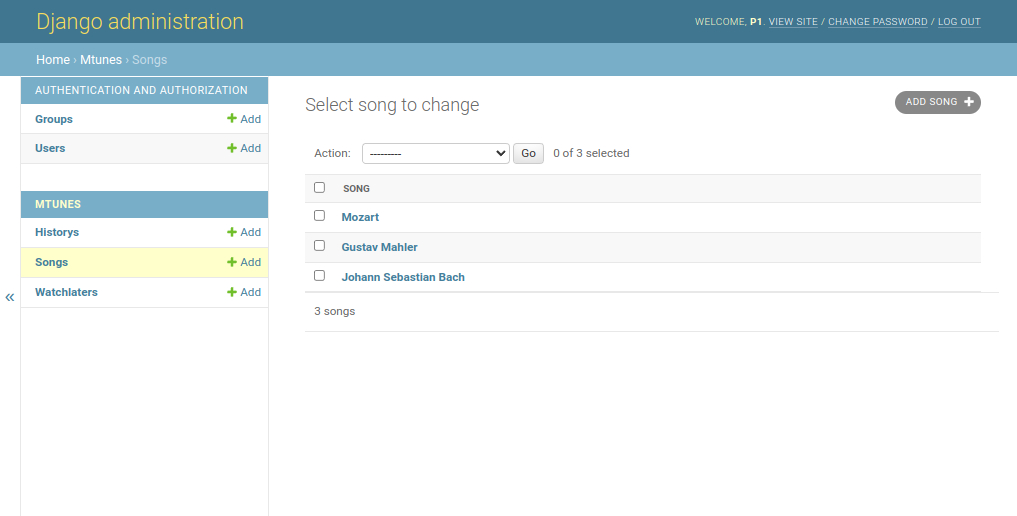 Django administration
WELCOME, P1. VIEW SITE / CHANGE PASSWORD / LOG OUT
Home › Mtunes › Songs
AUTHENTICATION AND AUTHORIZATION
Groups + Add
Users + Add
MTUNES
Historys + Add
Songs + Add
Watchlaters + Add
«
Select song to change
ADD SONG +
Action: --------- Go 0 of 3 selected
SONG
Mozart
Gustav Mahler
Johann Sebastian Bach
3 songs